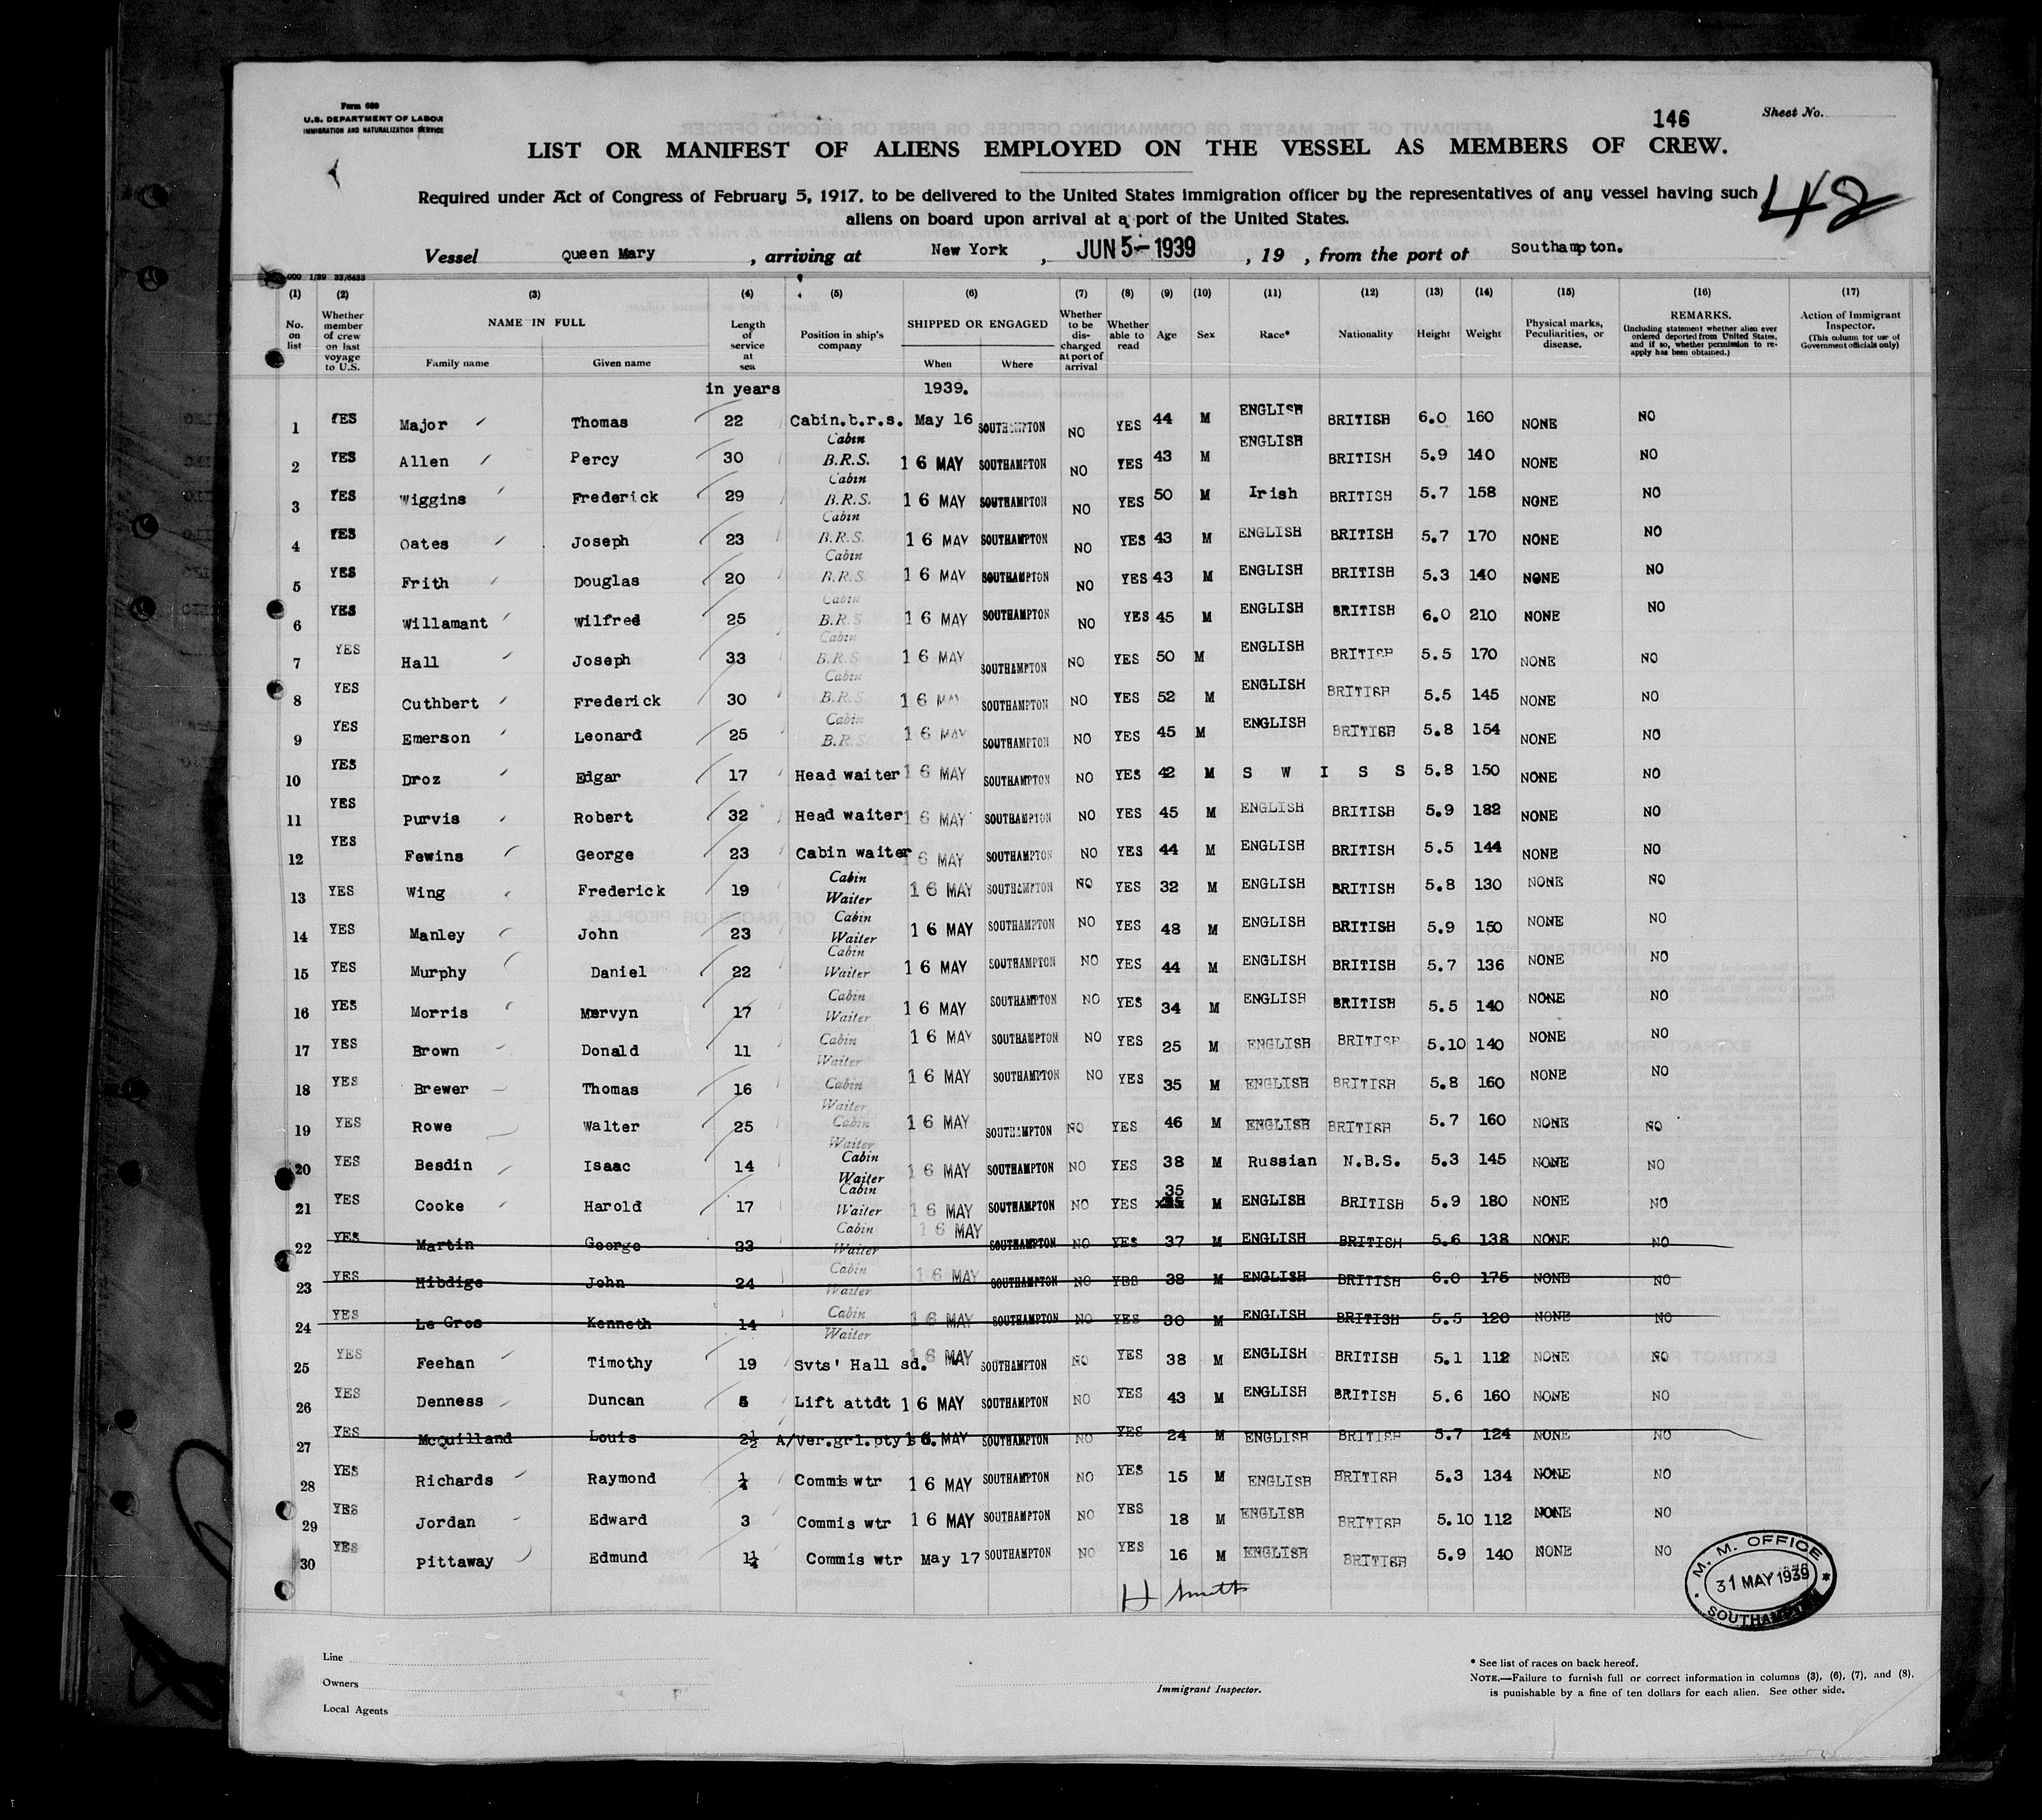 Form 680
U.S. DEPARTMENT OF LABOR
IMMIGRATION AND NATURALIZATION SERVICE
146
Sheet No.
LIST OR MANIFEST OF ALIENS EMPLOYED ON THE VESSEL AS MEMBERS OF CREW.
Required under Act of Congress of February 5, 1917, to be delivered to the United States immigration officer by the representatives of any vessel having such
aliens on board upon arrival at a port of the United States.
42
Vessel Queen Mary, arriving at New York, JUN 5- 1939, 19 , from the port of Southampton.
(1) (2) (3) (4) (5) (6) (7) (8) (9) (10) (11) (12) (13) (14) (15) (16) (17)
No. on list
Whether member of crew on last voyage to U.S.
NAME IN FULL
Family name Given name
Length of service at sea
Position in ship's company
SHIPPED OR ENGAGED
When Where
Whether to be discharged at port of arrival
Whether able to read
Age Sex Race* Nationality Height Weight
Physical marks, Peculiarities, or disease.
REMARKS.
(Including statement whether alien ever ordered deported from United States, and if so, whether permission to re-apply has been obtained.)
Action of Immigrant Inspector.
(This column for use of Government officials only)
in years 1939.
1 YES Major Thomas 22 Cabin.b.r.s. May 16 SOUTHAMPTON NO YES 44 M ENGLISH BRITISH 6.0 160 NONE NO
2 YES Allen Percy 30 Cabin B.R.S. 16 MAY SOUTHAMPTON NO YES 43 M ENGLISH BRITISH 5.9 140 NONE NO
3 YES Wiggins Frederick 29 Cabin B.R.S. 16 MAY SOUTHAMPTON NO YES 50 M Irish BRITISH 5.7 158 NONE NO
4 YES Oates Joseph 23 Cabin B.R.S. 16 MAY SOUTHAMPTON NO YES 43 M ENGLISH BRITISH 5.7 170 NONE NO
5 YES Frith Douglas 20 Cabin B.R.S. 16 MAY SOUTHAMPTON NO YES 43 M ENGLISH BRITISH 5.3 140 NONE NO
6 YES Willamant Wilfred 25 Cabin B.R.S. 16 MAY SOUTHAMPTON NO YES 45 M ENGLISH BRITISH 6.0 210 NONE NO
7 YES Hall Joseph 33 Cabin B.R.S. 16 MAY SOUTHAMPTON NO YES 50 M ENGLISH BRITISH 5.5 170 NONE NO
8 YES Cuthbert Frederick 30 Cabin B.R.S. 16 MAY SOUTHAMPTON NO YES 52 M ENGLISH BRITISH 5.5 145 NONE NO
9 YES Emerson Leonard 25 Cabin B.R.S. 16 MAY SOUTHAMPTON NO YES 45 M ENGLISH BRITISH 5.8 154 NONE NO
10 YES Droz Edgar 17 Head waiter 16 MAY SOUTHAMPTON NO YES 42 M S W I S S 5.8 150 NONE NO
11 YES Purvis Robert 32 Head waiter 16 MAY SOUTHAMPTON NO YES 45 M ENGLISH BRITISH 5.9 182 NONE NO
12 YES Fewins George 23 Cabin waiter 16 MAY SOUTHAMPTON NO YES 44 M ENGLISH BRITISH 5.5 144 NONE NO
13 YES Wing Frederick 19 Cabin Waiter 16 MAY SOUTHAMPTON NO YES 32 M ENGLISH BRITISH 5.8 130 NONE NO
14 YES Manley John 23 Cabin Waiter 16 MAY SOUTHAMPTON NO YES 48 M ENGLISH BRITISH 5.9 150 NONE NO
15 YES Murphy Daniel 22 Cabin Waiter 16 MAY SOUTHAMPTON NO YES 44 M ENGLISH BRITISH 5.7 136 NONE NO
16 YES Morris Mervyn 17 Cabin Waiter 16 MAY SOUTHAMPTON NO YES 34 M ENGLISH BRITISH 5.5 140 NONE NO
17 YES Brown Donald 11 Cabin Waiter 16 MAY SOUTHAMPTON NO YES 25 M ENGLISH BRITISH 5.10 140 NONE NO
18 YES Brewer Thomas 16 Cabin Waiter 16 MAY SOUTHAMPTON NO YES 35 M ENGLISH BRITISH 5.8 160 NONE NO
19 YES Rowe Walter 25 Cabin Waiter 16 MAY SOUTHAMPTON NO YES 46 M ENGLISH BRITISH 5.7 160 NONE NO
20 YES Besdin Isaac 14 Cabin Waiter 16 MAY SOUTHAMPTON NO YES 38 M Russian N.B.S. 5.3 145 NONE NO
21 YES Cooke Harold 17 Cabin Waiter 16 MAY SOUTHAMPTON NO YES 35 M ENGLISH BRITISH 5.9 180 NONE NO
22 YES Martin George 23 Cabin Waiter 16 MAY SOUTHAMPTON NO YES 37 M ENGLISH BRITISH 5.6 138 NONE NO
23 YES Hibdige John 24 Cabin Waiter 16 MAY SOUTHAMPTON NO YES 38 M ENGLISH BRITISH 6.0 175 NONE NO
24 YES Le Gros Kenneth 14 Cabin Waiter 16 MAY SOUTHAMPTON NO YES 30 M ENGLISH BRITISH 5.5 120 NONE NO
25 YES Feehan Timothy 19 Svts' Hall sd. 16 MAY SOUTHAMPTON NO YES 38 M ENGLISH BRITISH 5.1 112 NONE NO
26 YES Denness Duncan 5 Lift attdt 16 MAY SOUTHAMPTON NO YES 43 M ENGLISH BRITISH 5.6 160 NONE NO
27 YES McQuilland Louis 2½ A/Ver.grl.pty 16 MAY SOUTHAMPTON NO YES 24 M ENGLISH BRITISH 5.7 124 NONE NO
28 YES Richards Raymond ¼ Commis wtr 16 MAY SOUTHAMPTON NO YES 15 M ENGLISH BRITISH 5.3 134 NONE NO
29 YES Jordan Edward 3 Commis wtr 16 MAY SOUTHAMPTON NO YES 18 M ENGLISH BRITISH 5.10 112 NONE NO
30 YES Pittaway Edmund 1¼ Commis wtr May 17 SOUTHAMPTON NO YES 16 M ENGLISH BRITISH 5.9 140 NONE NO
H Smith
M. M. OFFICE
31 MAY 1939
SOUTHAMPTON
Line
Owners
Local Agents
Immigrant Inspector.
* See list of races on back hereof.
NOTE.—Failure to furnish full or correct information in columns (3), (6), (7), and (8),
is punishable by a fine of ten dollars for each alien. See other side.